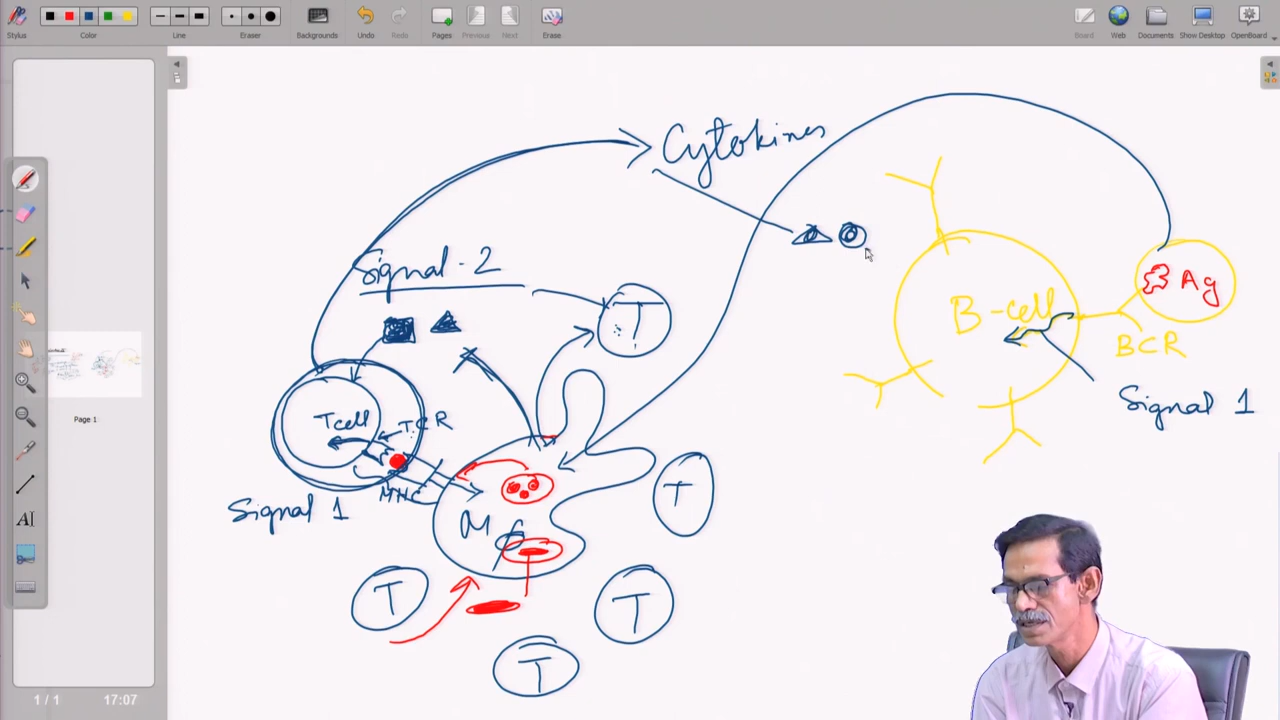 Stylus
Color
Line
Eraser
Backgrounds
Undo
Redo
Pages
Previous
Next
Erase
Board
Web
Documents
Show Desktop
OpenBoard
Page 1
1 / 1
17:07
Cytokines
Signal-2
T
Tcell
TCR
MHC
Signal 1
Mφ
T
T
T
T
B-cell
Ag
BCR
Signal 1